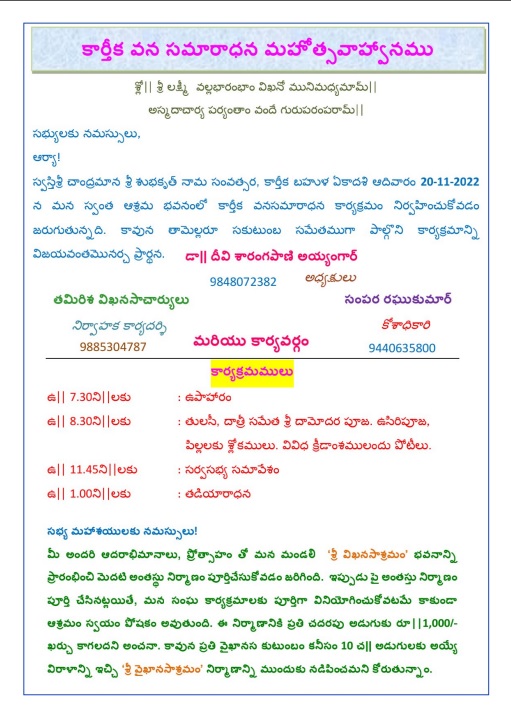 కార్తీక వన సమారాధన మహోత్సవాహ్వానము
శ్లో|| శ్రీ లక్ష్మీ వల్లభారంభాం విఖనో మునిమధ్యమామ్||
అస్మదాచార్య పర్యంతాం వందే గురుపరంపరామ్||
సభ్యులకు నమస్సులు,
ఆర్యా!
స్వస్తిశ్రీ చాంద్రమాన శ్రీ శుభకృత్ నామ సంవత్సర, కార్తీక బహుళ ఏకాదశి ఆదివారం 20-11-2022
న మన స్వంత ఆశ్రమ భవనంలో కార్తీక వనసమారాధన కార్యక్రమం నిర్వహించుకోవడం
జరుగుతున్నది. కావున తామెల్లరూ సకుటుంబ సమేతముగా పాల్గొని కార్యక్రమాన్ని
విజయవంతమొనర్చ ప్రార్థన. డా|| దీవి శారంగపాణి అయ్యంగార్
9848072382 అధ్యక్షులు
తమిరిశ విఖనసాచార్యులు సంపర రఘుకుమార్
నిర్వాహక కార్యదర్శి కోశాధికారి
9885304787 మరియు కార్యవర్గం 9440635800
కార్యక్రమములు
ఉ|| 7.30ని||లకు : ఉపాహారం
ఉ|| 8.30ని||లకు : తులసీ, దాత్రీ సమేత శ్రీ దామోదర పూజ. ఉసిరిపూజ,
పిల్లలకు శ్లోకములు. వివిధ క్రీడాంశములందు పోటీలు.
ఉ|| 11.45ని||లకు : సర్వసభ్య సమావేశం
ఉ|| 1.00ని||లకు : తదీయారాధన
సభ్య మహాశయులకు నమస్సులు!
మీ అందరి ఆదరాభిమానాలు, ప్రోత్సాహం తో మన మండలి ‘శ్రీ విఖనసాశ్రమం’ భవనాన్ని
ప్రారంభించి మొదటి అంతస్తు నిర్మాణం పూర్తిచేసుకోవడం జరిగింది. ఇప్పుడు పై అంతస్తు నిర్మాణం
పూర్తి చేసినట్లయితే, మన సంఘ కార్యక్రమాలకు పూర్తిగా వినియోగించుకోవటమే కాకుండా
ఆశ్రమం స్వయం పోషకం అవుతుంది. ఈ నిర్మాణానికి ప్రతి చదరపు అడుగుకు రూ||1,000/-
ఖర్చు కాగలదని అంచనా. కావున ప్రతి వైఖానస కుటుంబం కనీసం 10 చ|| అడుగులకు అయ్యే
విరాళాన్ని ఇచ్చి ‘శ్రీ వైఖానసాశ్రమం’ నిర్మాణాన్ని ముందుకు నడిపించమని కోరుతున్నాం.